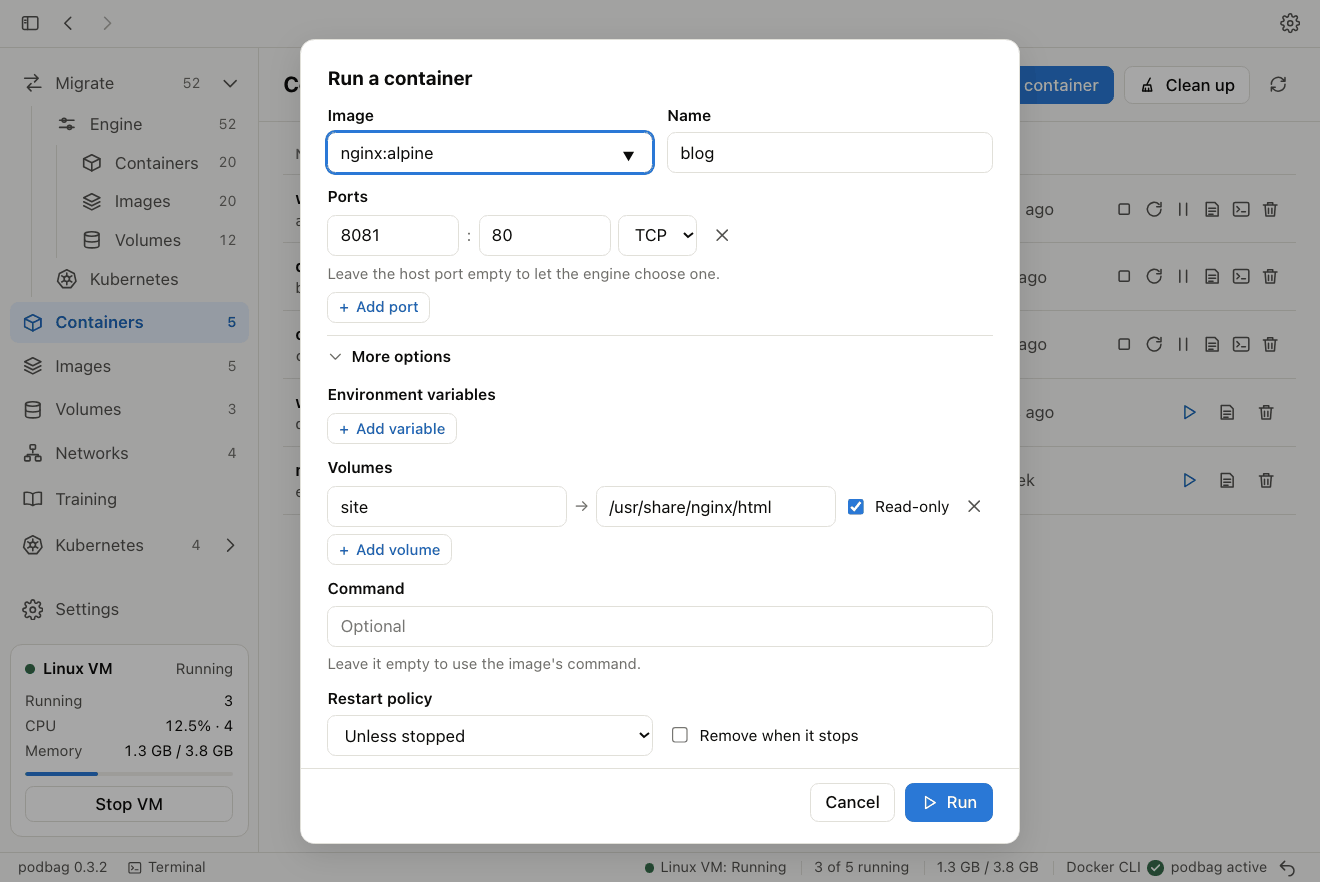 Run a container
Image
Name
nginx:alpine
blog
Ports
8081 : 80 TCP
Leave the host port empty to let the engine choose one.
+ Add port
More options
Environment variables
+ Add variable
Volumes
site → /usr/share/nginx/html Read-only
+ Add volume
Command
Optional
Leave it empty to use the image's command.
Restart policy
Unless stopped
Remove when it stops
Cancel
Run
Migrate 52
Engine 52
Containers 20
Images 20
Volumes 12
Kubernetes
Containers 5
Images 5
Volumes 3
Networks 4
Training
Kubernetes 4
Settings
Linux VM Running
Running 3
CPU 12.5% · 4
Memory 1.3 GB / 3.8 GB
Stop VM
container
Clean up
ago
ago
ago
ago
podbag 0.3.2
Terminal
Linux VM: Running
3 of 5 running
1.3 GB / 3.8 GB
Docker CLI
podbag active